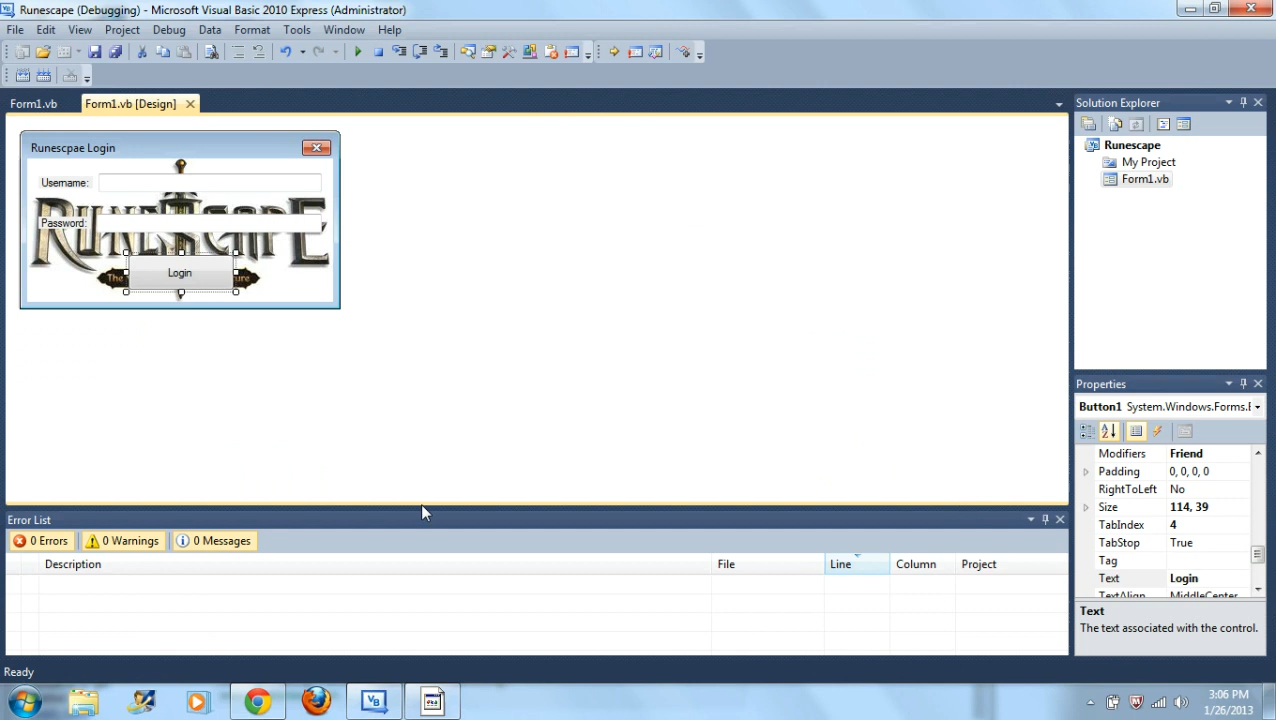 Runescape (Debugging) - Microsoft Visual Basic 2010 Express (Administrator)
File Edit View Project Debug Data Format Tools Window Help
Form1.vb Form1.vb [Design]
Runescpae Login
Username:
RUNESCAPE
Password:
Login
The ure
Solution Explorer
Runescape
My Project
Form1.vb
Properties
Button1 System.Windows.Forms.
Modifiers Friend
Padding 0, 0, 0, 0
RightToLeft No
Size 114, 39
TabIndex 4
TabStop True
Tag
Text Login
TextAlign MiddleCenter
Text
The text associated with the control.
Error List
0 Errors 0 Warnings 0 Messages
Description File Line Column Project
Ready
3:06 PM
1/26/2013